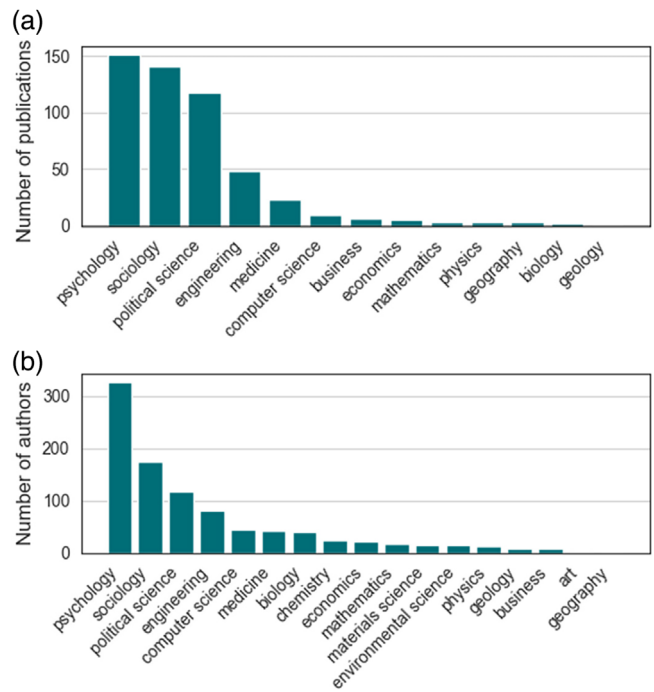 (a)
Number of publications
150
100
50
0
psychology
sociology
political science
engineering
medicine
computer science
business
economics
mathematics
physics
geography
biology
geology
(b)
Number of authors
300
200
100
0
psychology
sociology
political science
engineering
computer science
medicine
biology
chemistry
economics
mathematics
materials science
environmental science
physics
geology
business
art
geography